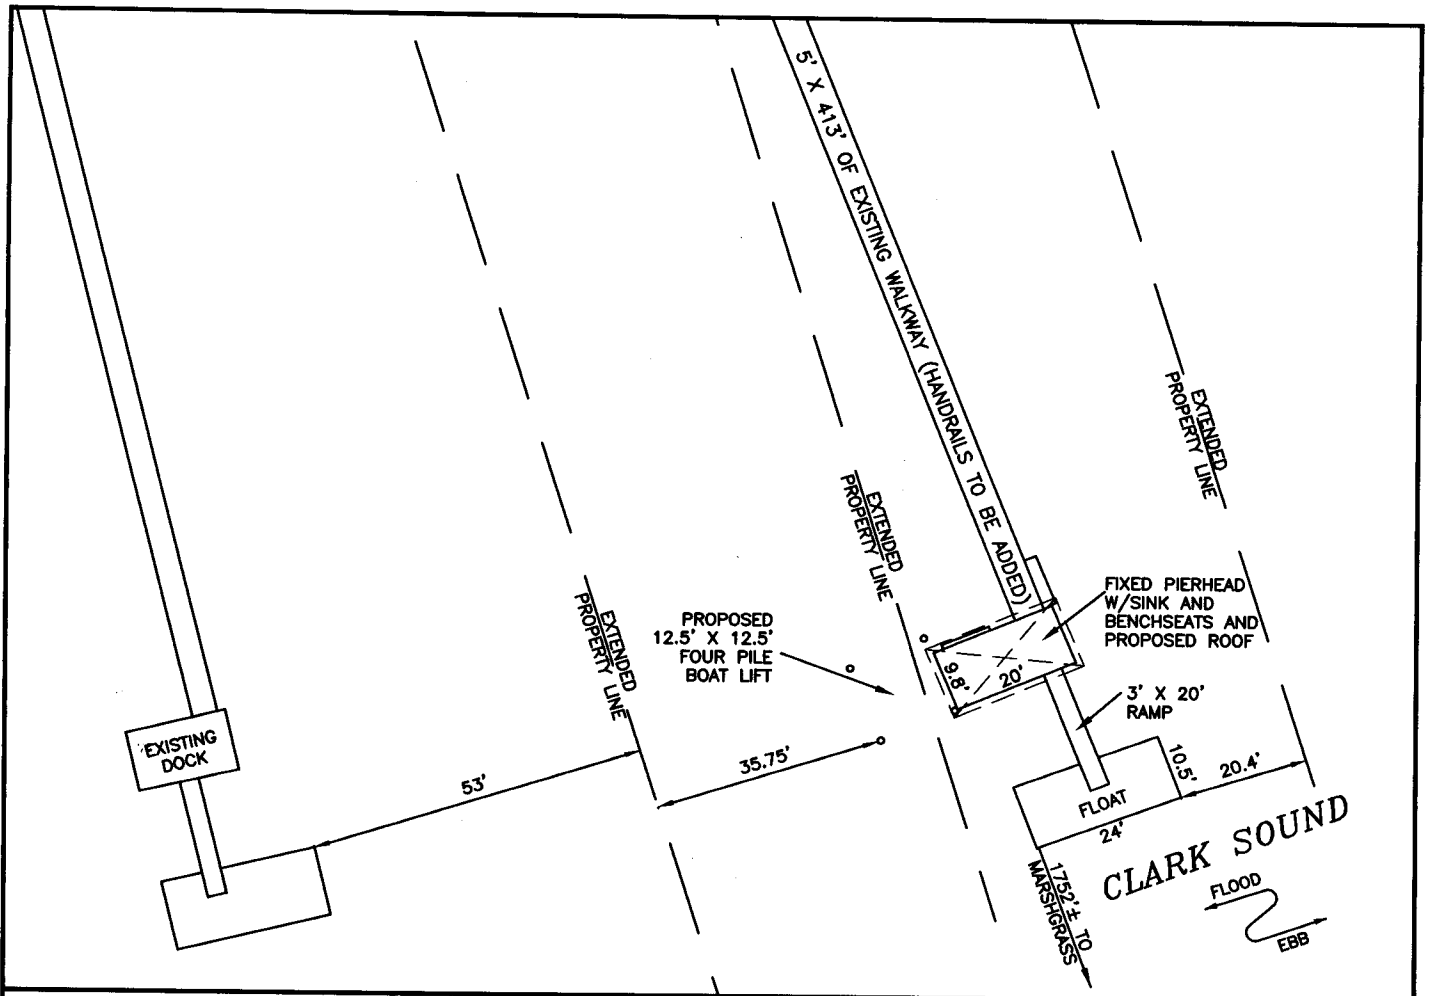 5' X 413' OF EXISTING WALKWAY (HANDRAILS TO BE ADDED)
EXTENDED
PROPERTY LINE
EXTENDED
PROPERTY LINE
EXTENDED
PROPERTY LINE
PROPOSED
12.5' X 12.5'
FOUR PILE
BOAT LIFT
FIXED PIERHEAD
W/SINK AND
BENCHSEATS AND
PROPOSED ROOF
9.8'
20'
3' X 20'
RAMP
EXISTING
DOCK
53'
35.75'
10.5'
20.4'
FLOAT
24'
CLARK SOUND
1752'± TO
MARSHGRASS
FLOOD
EBB